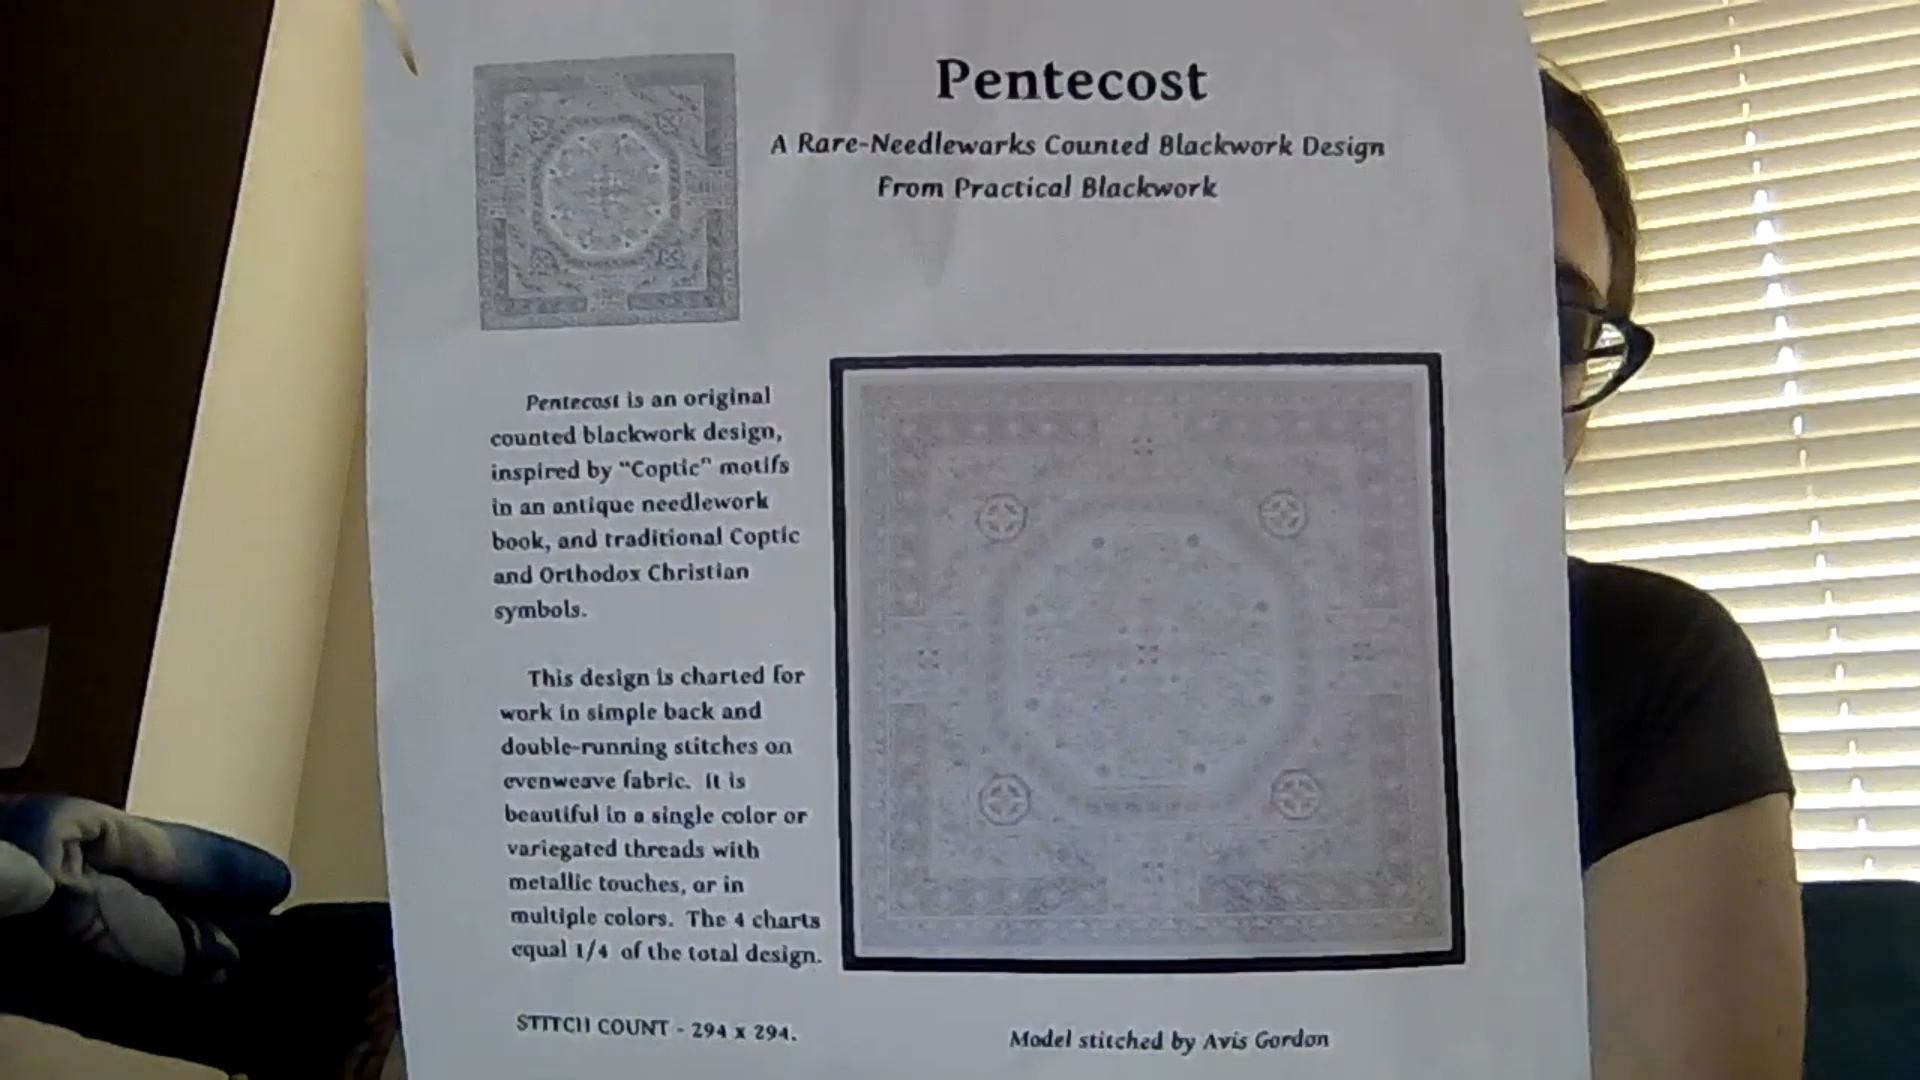 Pentecost
A Rare-Needlewarks Counted Blackwork Design
From Practical Blackwork
Pentecost is an original
counted blackwork design,
inspired by "Coptic" motifs
in an antique needlework
book, and traditional Coptic
and Orthodox Christian
symbols.
This design is charted for
work in simple back and
double-running stitches on
evenweave fabric. It is
beautiful in a single color or
variegated threads with
metallic touches, or in
multiple colors. The 4 charts
equal 1/4 of the total design.
STITCH COUNT - 294 x 294.
Model stitched by Avis Gordon